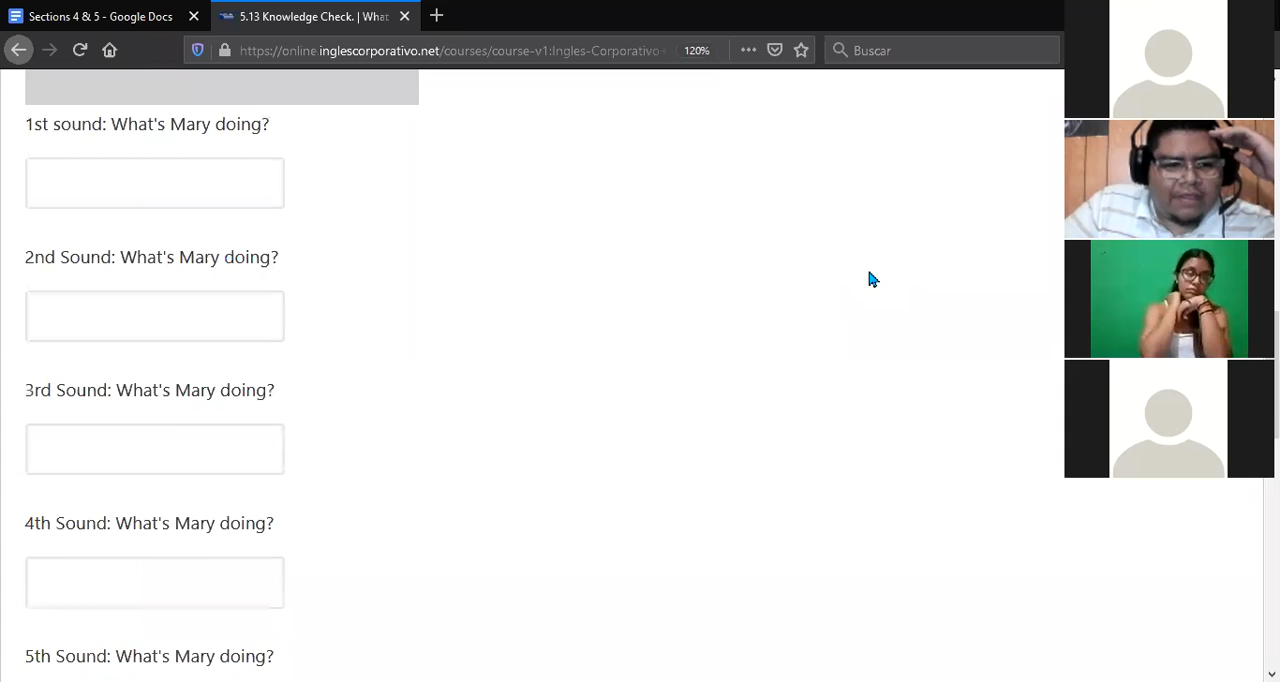 Sections 4 & 5 - Google Docs
5.13 Knowledge Check. | What
https://online.inglescorporativo.net/courses/course-v1:Ingles-Corporativo+
120%
Buscar
1st sound: What's Mary doing?
2nd Sound: What's Mary doing?
3rd Sound: What's Mary doing?
4th Sound: What's Mary doing?
5th Sound: What's Mary doing?